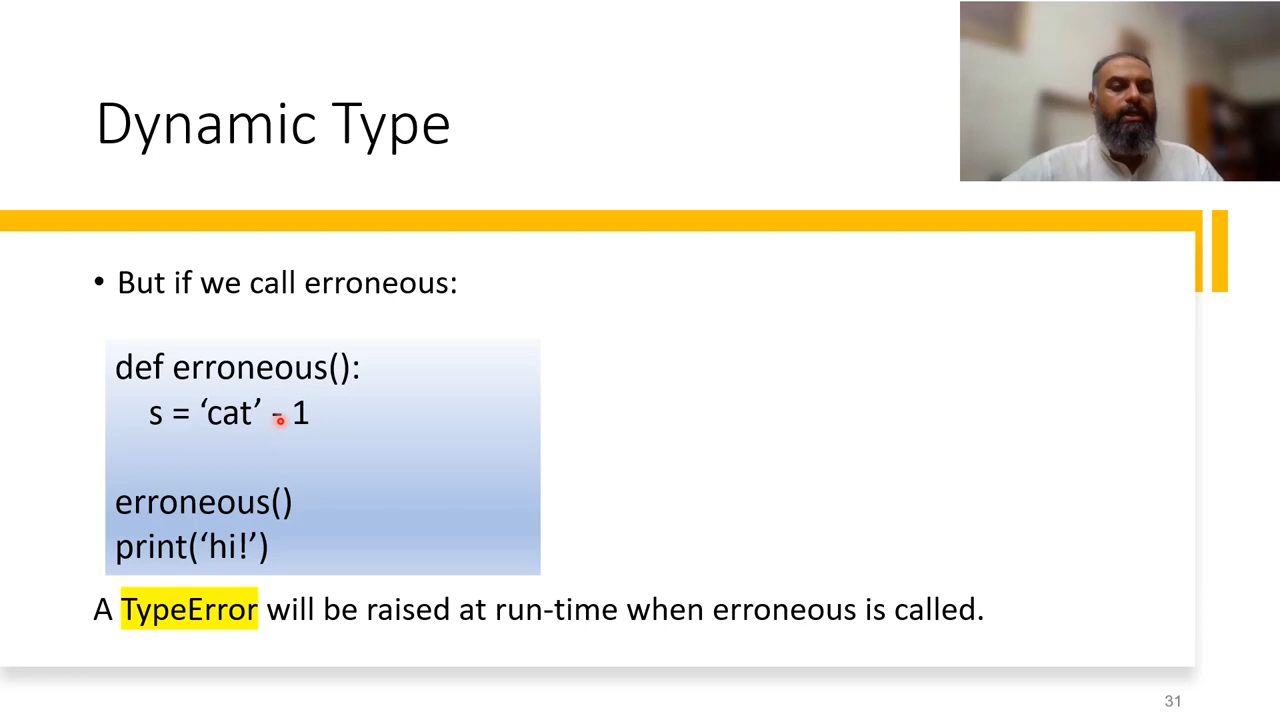 Dynamic Type
• But if we call erroneous:
def erroneous():
s = ‘cat’ - 1
erroneous()
print(‘hi!’)
A TypeError will be raised at run-time when erroneous is called.
31